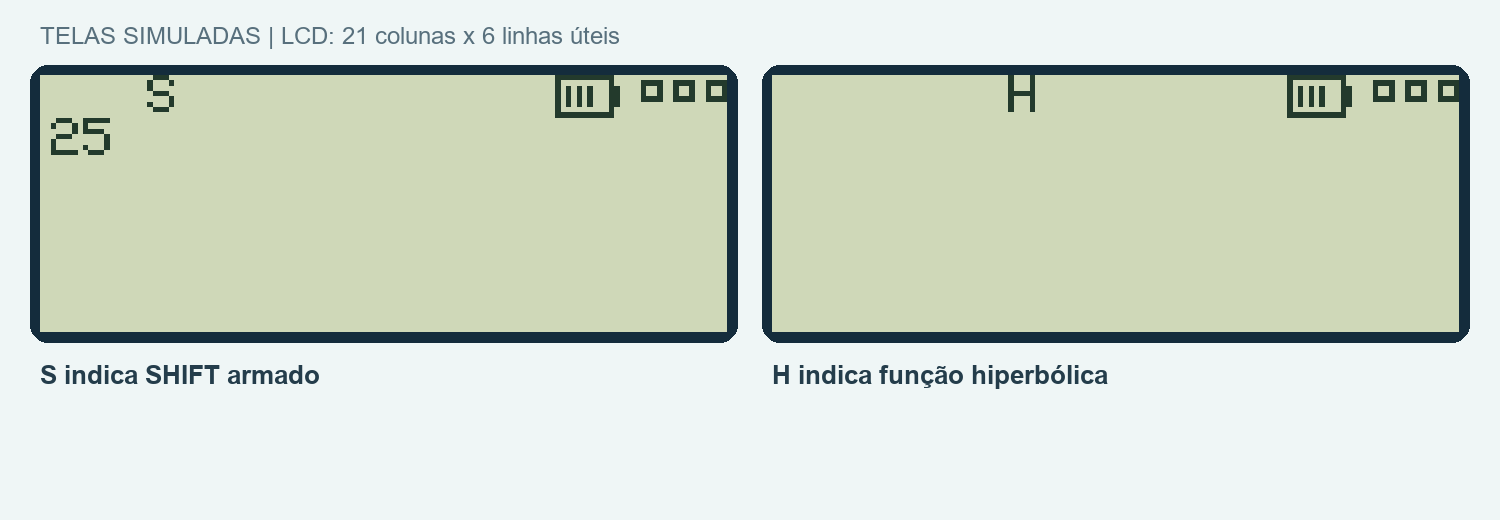 TELAS SIMULADAS | LCD: 21 colunas x 6 linhas úteis
S
25
H
S indica SHIFT armado
H indica função hiperbólica